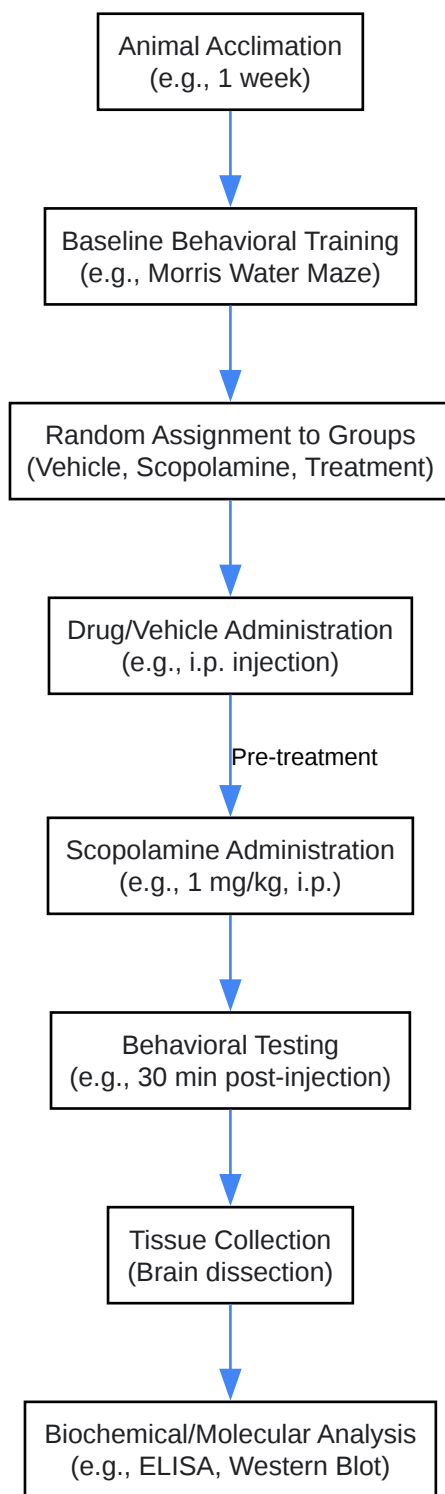 Animal Acclimation
(e.g., 1 week)
Baseline Behavioral Training
(e.g., Morris Water Maze)
Random Assignment to Groups
(Vehicle, Scopolamine, Treatment)
Drug/Vehicle Administration
(e.g., i.p. injection)
Pre-treatment
Scopolamine Administration
(e.g., 1 mg/kg, i.p.)
Behavioral Testing
(e.g., 30 min post-injection)
Tissue Collection
(Brain dissection)
Biochemical/Molecular Analysis
(e.g., ELISA, Western Blot)